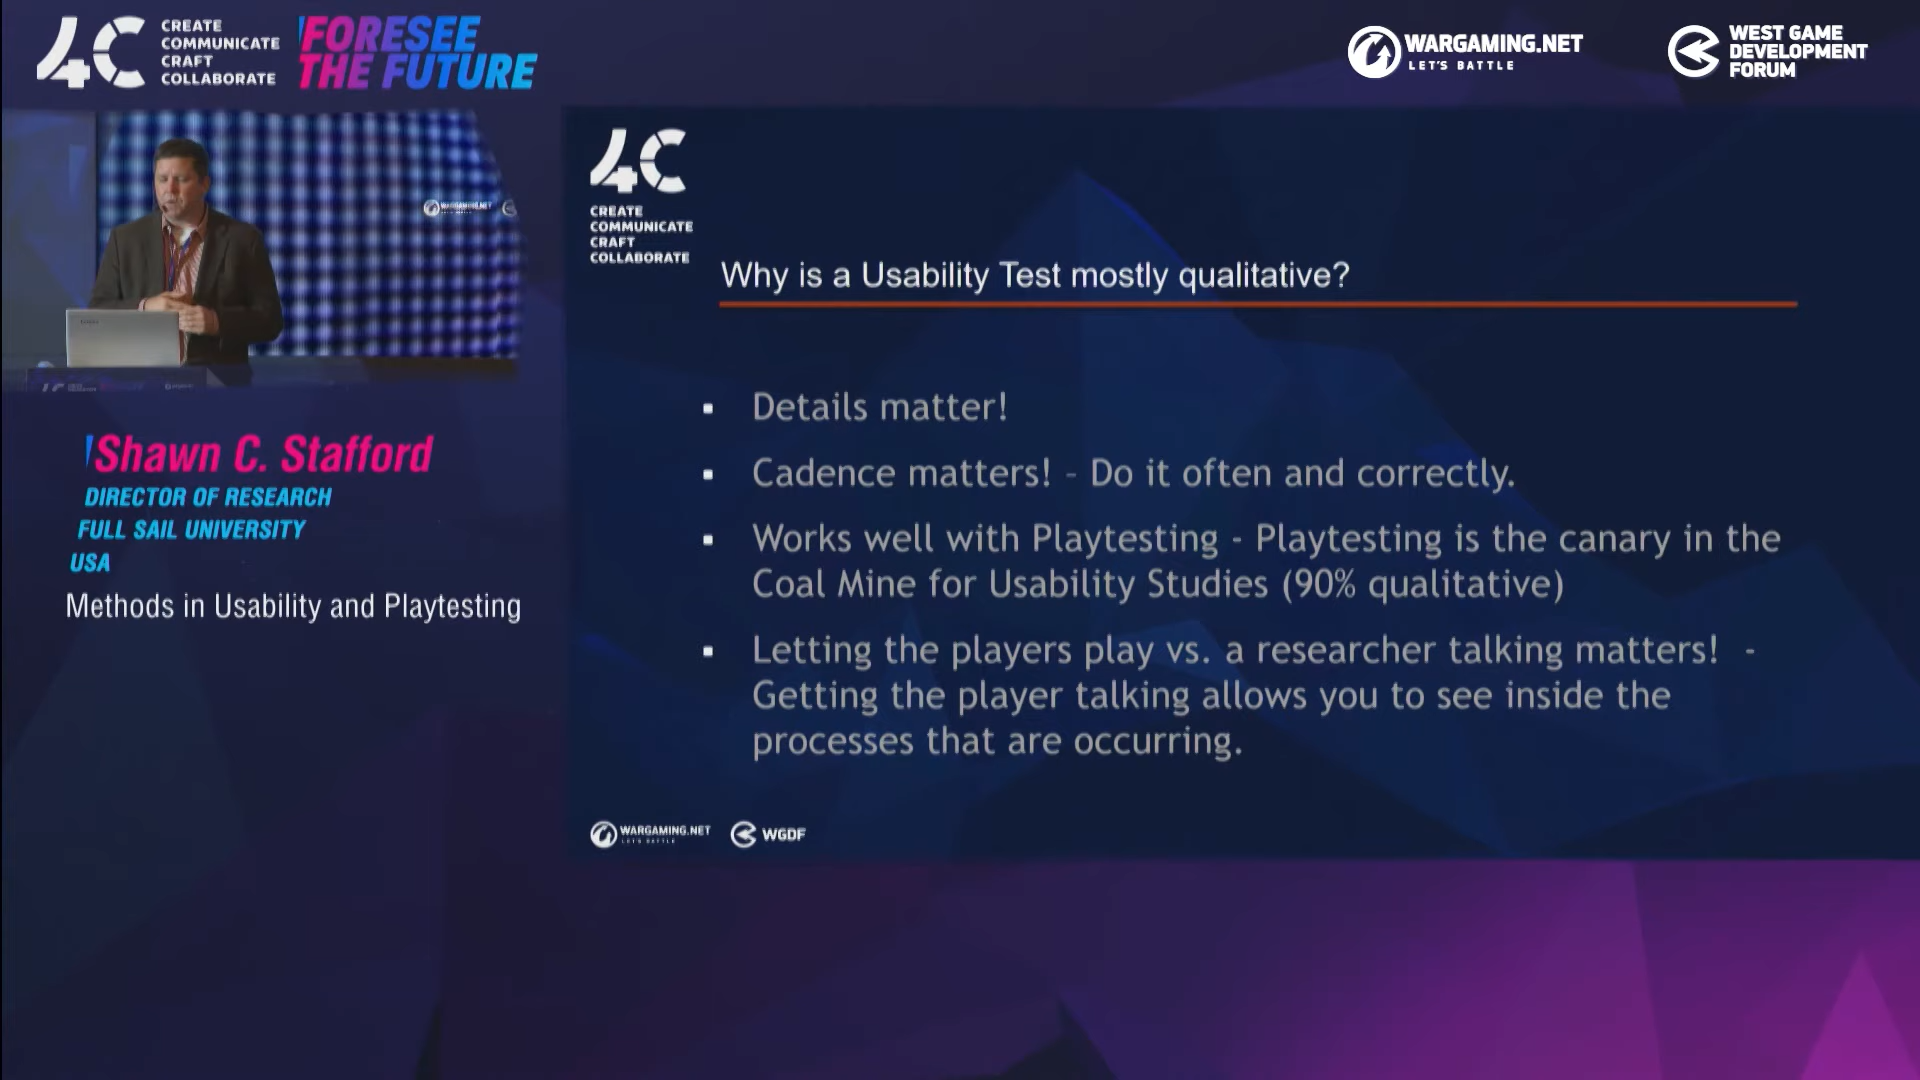 4C
CREATE
COMMUNICATE
CRAFT
COLLABORATE
FORESEE
THE FUTURE
WARGAMING.NET
LET'S BATTLE
WEST GAME
DEVELOPMENT
FORUM
WARGAMING.NET
4C
CREATE
COMMUNICATE
CRAFT
COLLABORATE
Why is a Usability Test mostly qualitative?
▪ Details matter!
▪ Cadence matters! - Do it often and correctly.
▪ Works well with Playtesting - Playtesting is the canary in the
Coal Mine for Usability Studies (90% qualitative)
▪ Letting the players play vs. a researcher talking matters! -
Getting the player talking allows you to see inside the
processes that are occurring.
WARGAMING.NET
LET'S BATTLE
WGDF
Shawn C. Stafford
DIRECTOR OF RESEARCH
FULL SAIL UNIVERSITY
USA
Methods in Usability and Playtesting